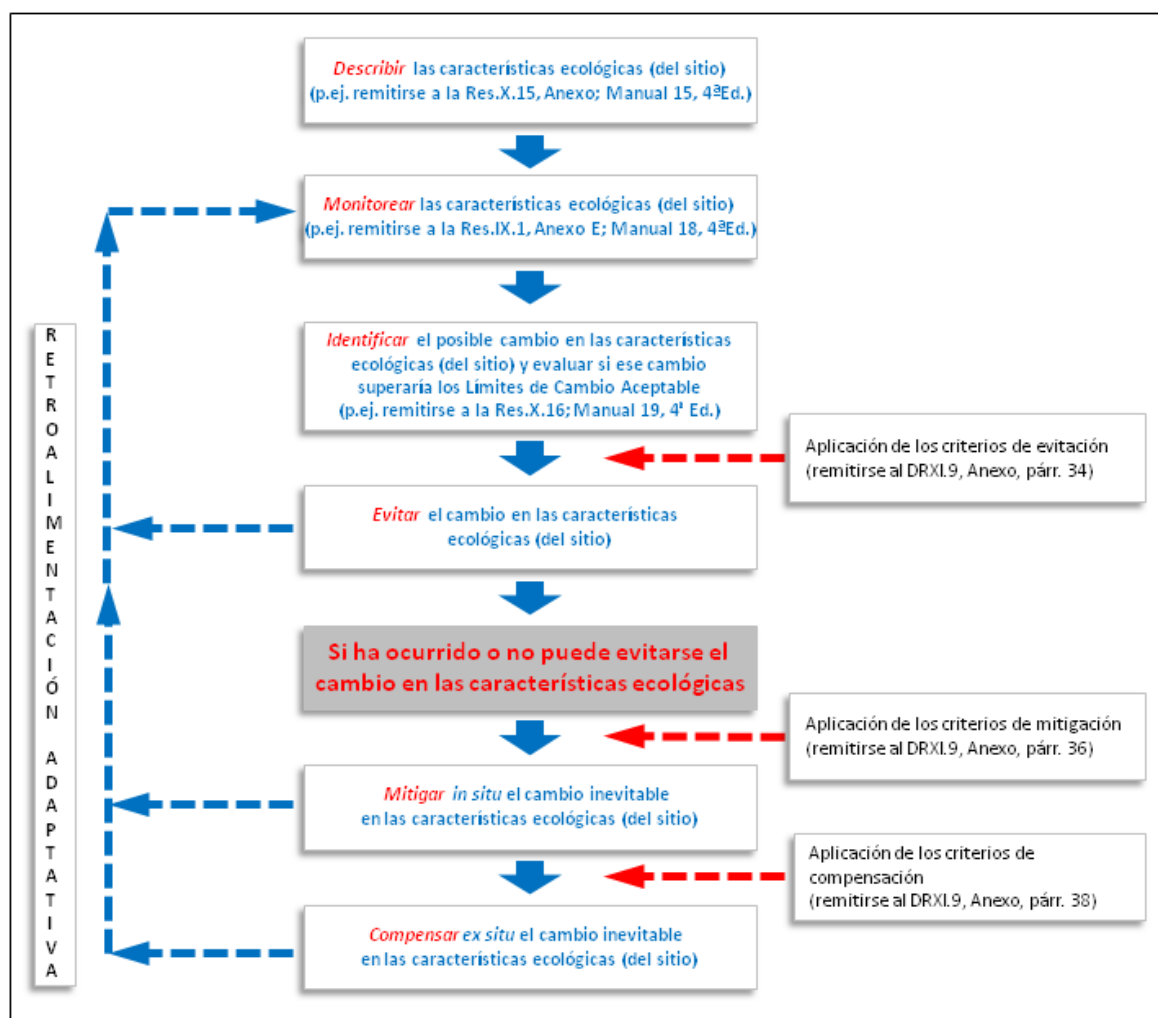 Describir las características ecológicas (del sitio)
(p.ej. remitirse a la Res.X.15, Anexo; Manual 15, 4ªEd.)
Monitorear las características ecológicas (del sitio)
(p.ej. remitirse a la Res.IX.1, Anexo E; Manual 18, 4ªEd.)
Identificar el posible cambio en las características
ecológicas (del sitio) y evaluar si ese cambio
superaría los Límites de Cambio Aceptable
(p.ej. remitirse a la Res.X.16; Manual 19, 4ª Ed.)
Aplicación de los criterios de evitación
(remitirse al DRXI.9, Anexo, párr. 34)
Evitar el cambio en las características
ecológicas (del sitio)
Si ha ocurrido o no puede evitarse el
cambio en las características ecológicas
Aplicación de los criterios de mitigación
(remitirse al DRXI.9, Anexo, párr. 36)
Mitigar in situ el cambio inevitable
en las características ecológicas (del sitio)
Aplicación de los criterios de
compensación
(remitirse al DRXI.9, Anexo, párr. 38)
Compensar ex situ el cambio inevitable
en las características ecológicas (del sitio)
RETROALIMENTACIÓN ADAPTATIVA